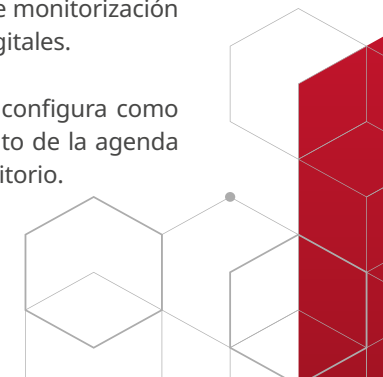 e monitorización
gitales.
configura como
to de la agenda
itorio.